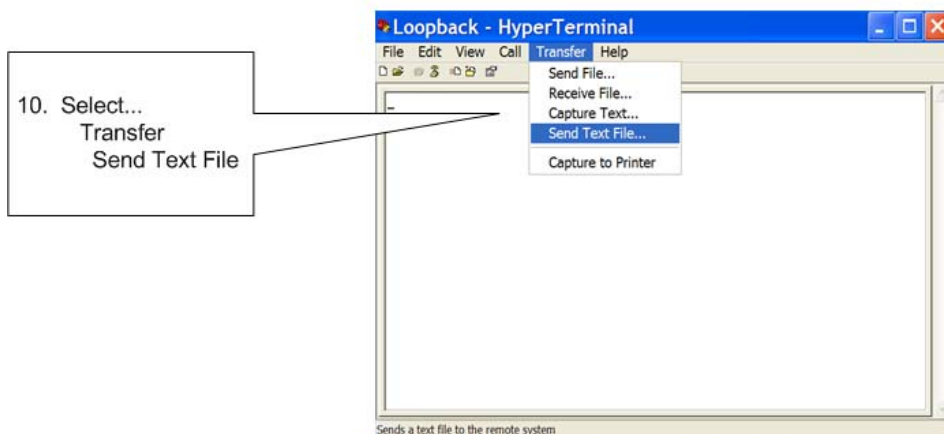 10. Select...
Transfer
Send Text File
Loopback - HyperTerminal
File Edit View Call Transfer Help
Send File...
Receive File...
Capture Text...
Send Text File...
Capture to Printer
Sends a text file to the remote system